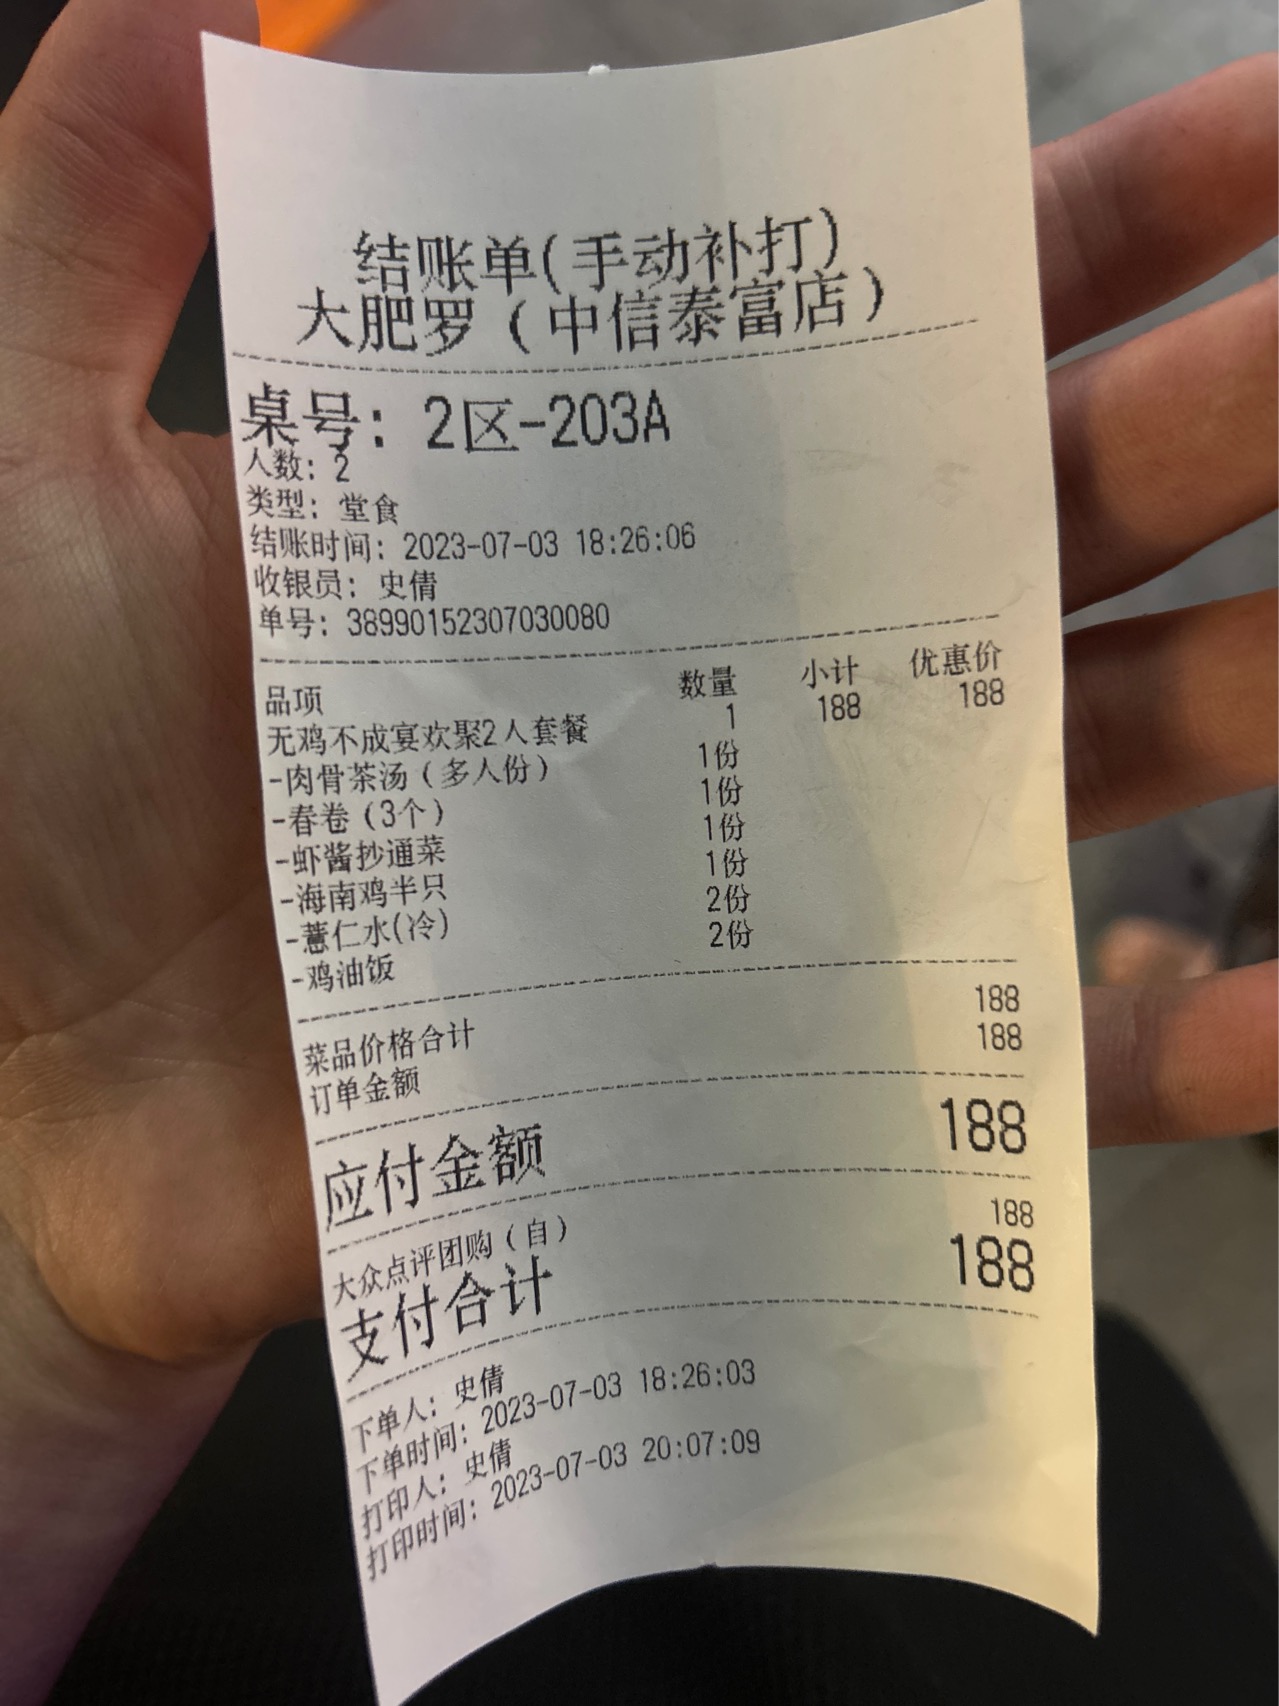 结账单(手动补打)
大肥罗（中信泰富店）
桌号：2区-203A
人数：2
类型：堂食
结账时间：2023-07-03 18:26:06
收银员：史倩
单号：38990152307030080
品项 数量 小计 优惠价
无鸡不成宴欢聚2人套餐 1 188 188
-肉骨茶汤（多人份） 1份
-春卷（3个） 1份
-虾酱抄通菜 1份
-海南鸡半只 1份
-薏仁水(冷) 2份
-鸡油饭 2份
菜品价格合计 188
订单金额 188
应付金额 188
大众点评团购（自） 188
支付合计 188
下单人：史倩
下单时间：2023-07-03 18:26:03
打印人：史倩
打印时间：2023-07-03 20:07:09